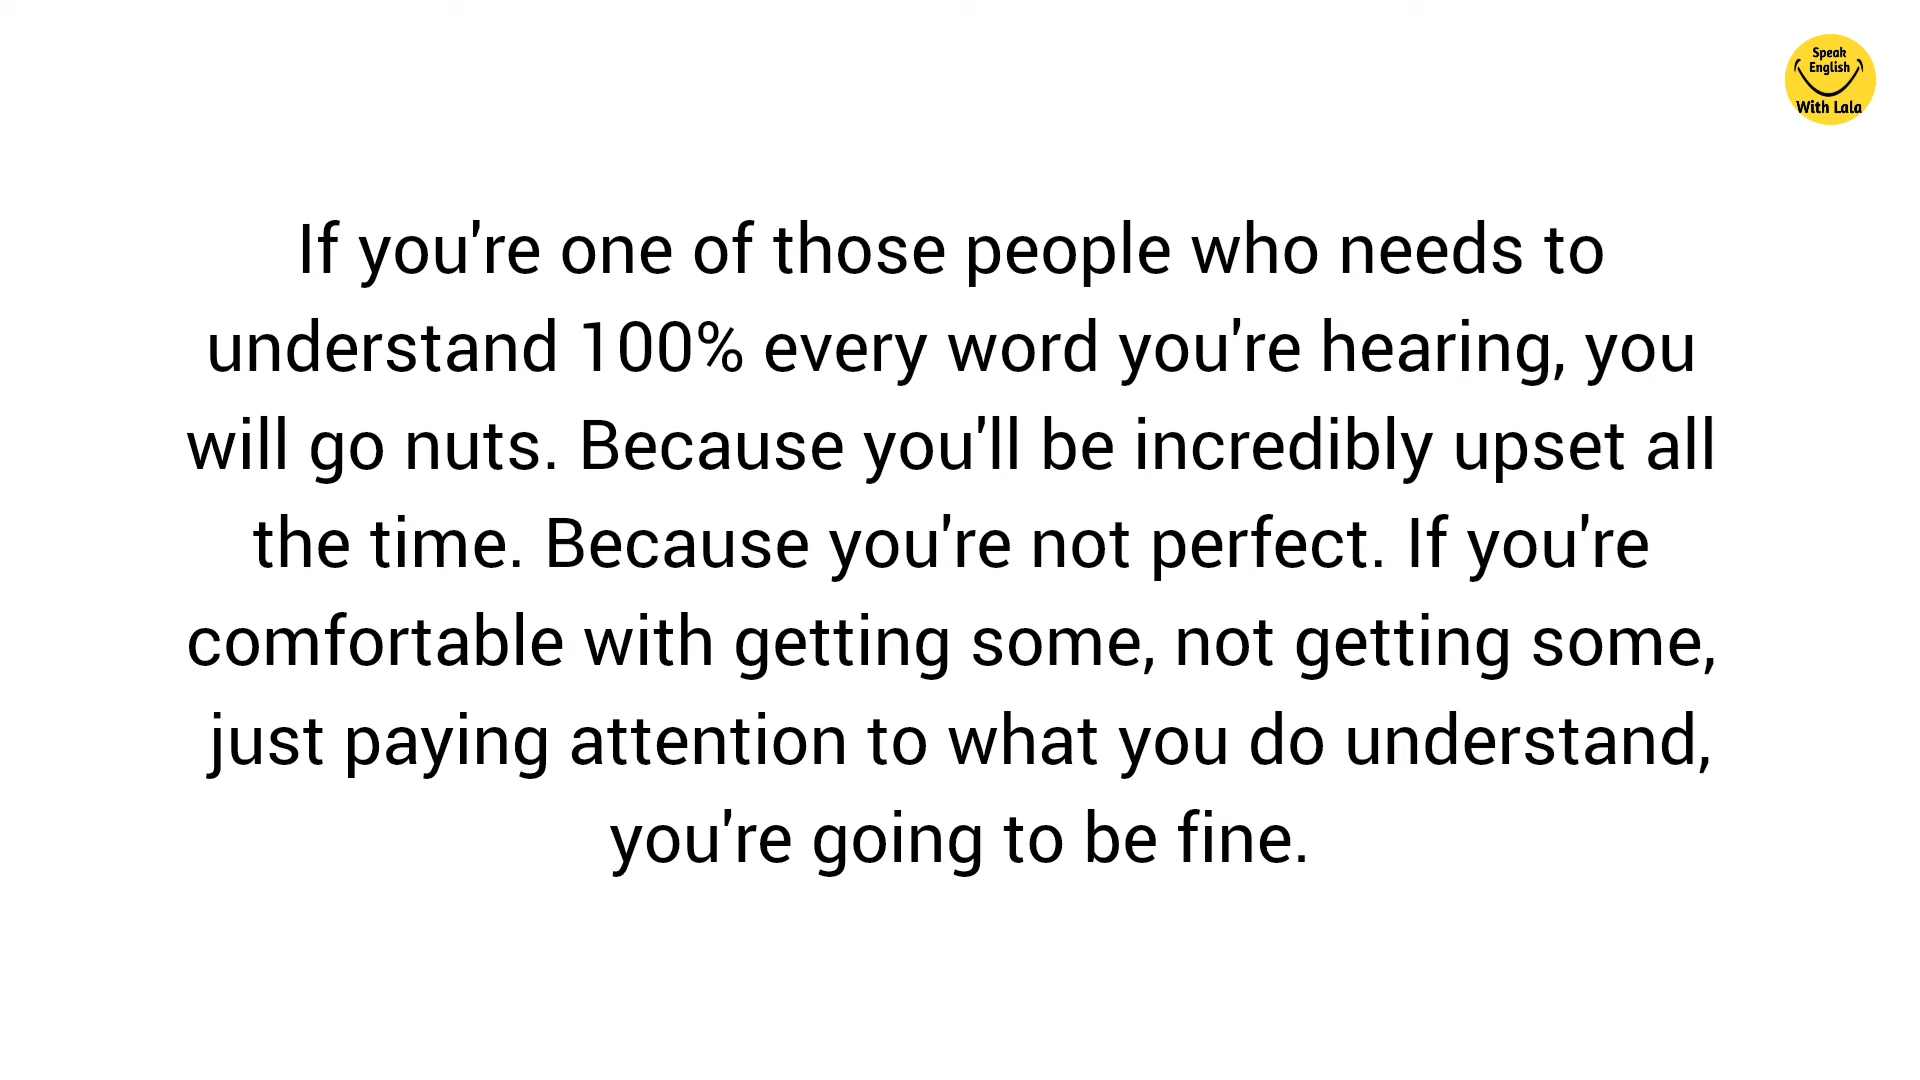 Speak
English
With Lala
If you're one of those people who needs to
understand 100% every word you're hearing, you
will go nuts. Because you'll be incredibly upset all
the time. Because you're not perfect. If you're
comfortable with getting some, not getting some,
just paying attention to what you do understand,
you're going to be fine.